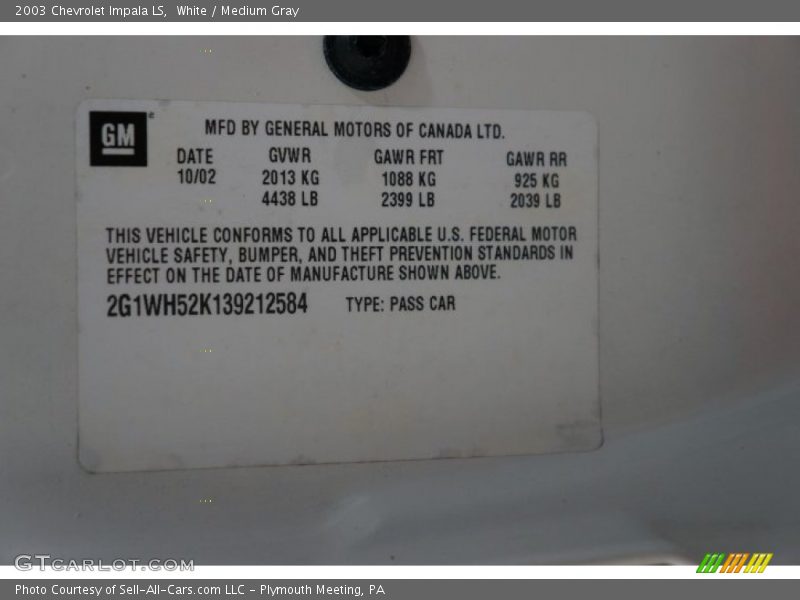 2003 Chevrolet Impala LS,  White / Medium Gray
GM
MFD BY GENERAL MOTORS OF CANADA LTD.
DATE GVWR GAWR FRT GAWR RR
10/02 2013 KG 1088 KG 925 KG
4438 LB 2399 LB 2039 LB
THIS VEHICLE CONFORMS TO ALL APPLICABLE U.S. FEDERAL MOTOR
VEHICLE SAFETY, BUMPER, AND THEFT PREVENTION STANDARDS IN
EFFECT ON THE DATE OF MANUFACTURE SHOWN ABOVE.
2G1WH52K139212584 TYPE: PASS CAR
GTcarlot.com
Photo Courtesy of Sell-All-Cars.com LLC - Plymouth Meeting, PA